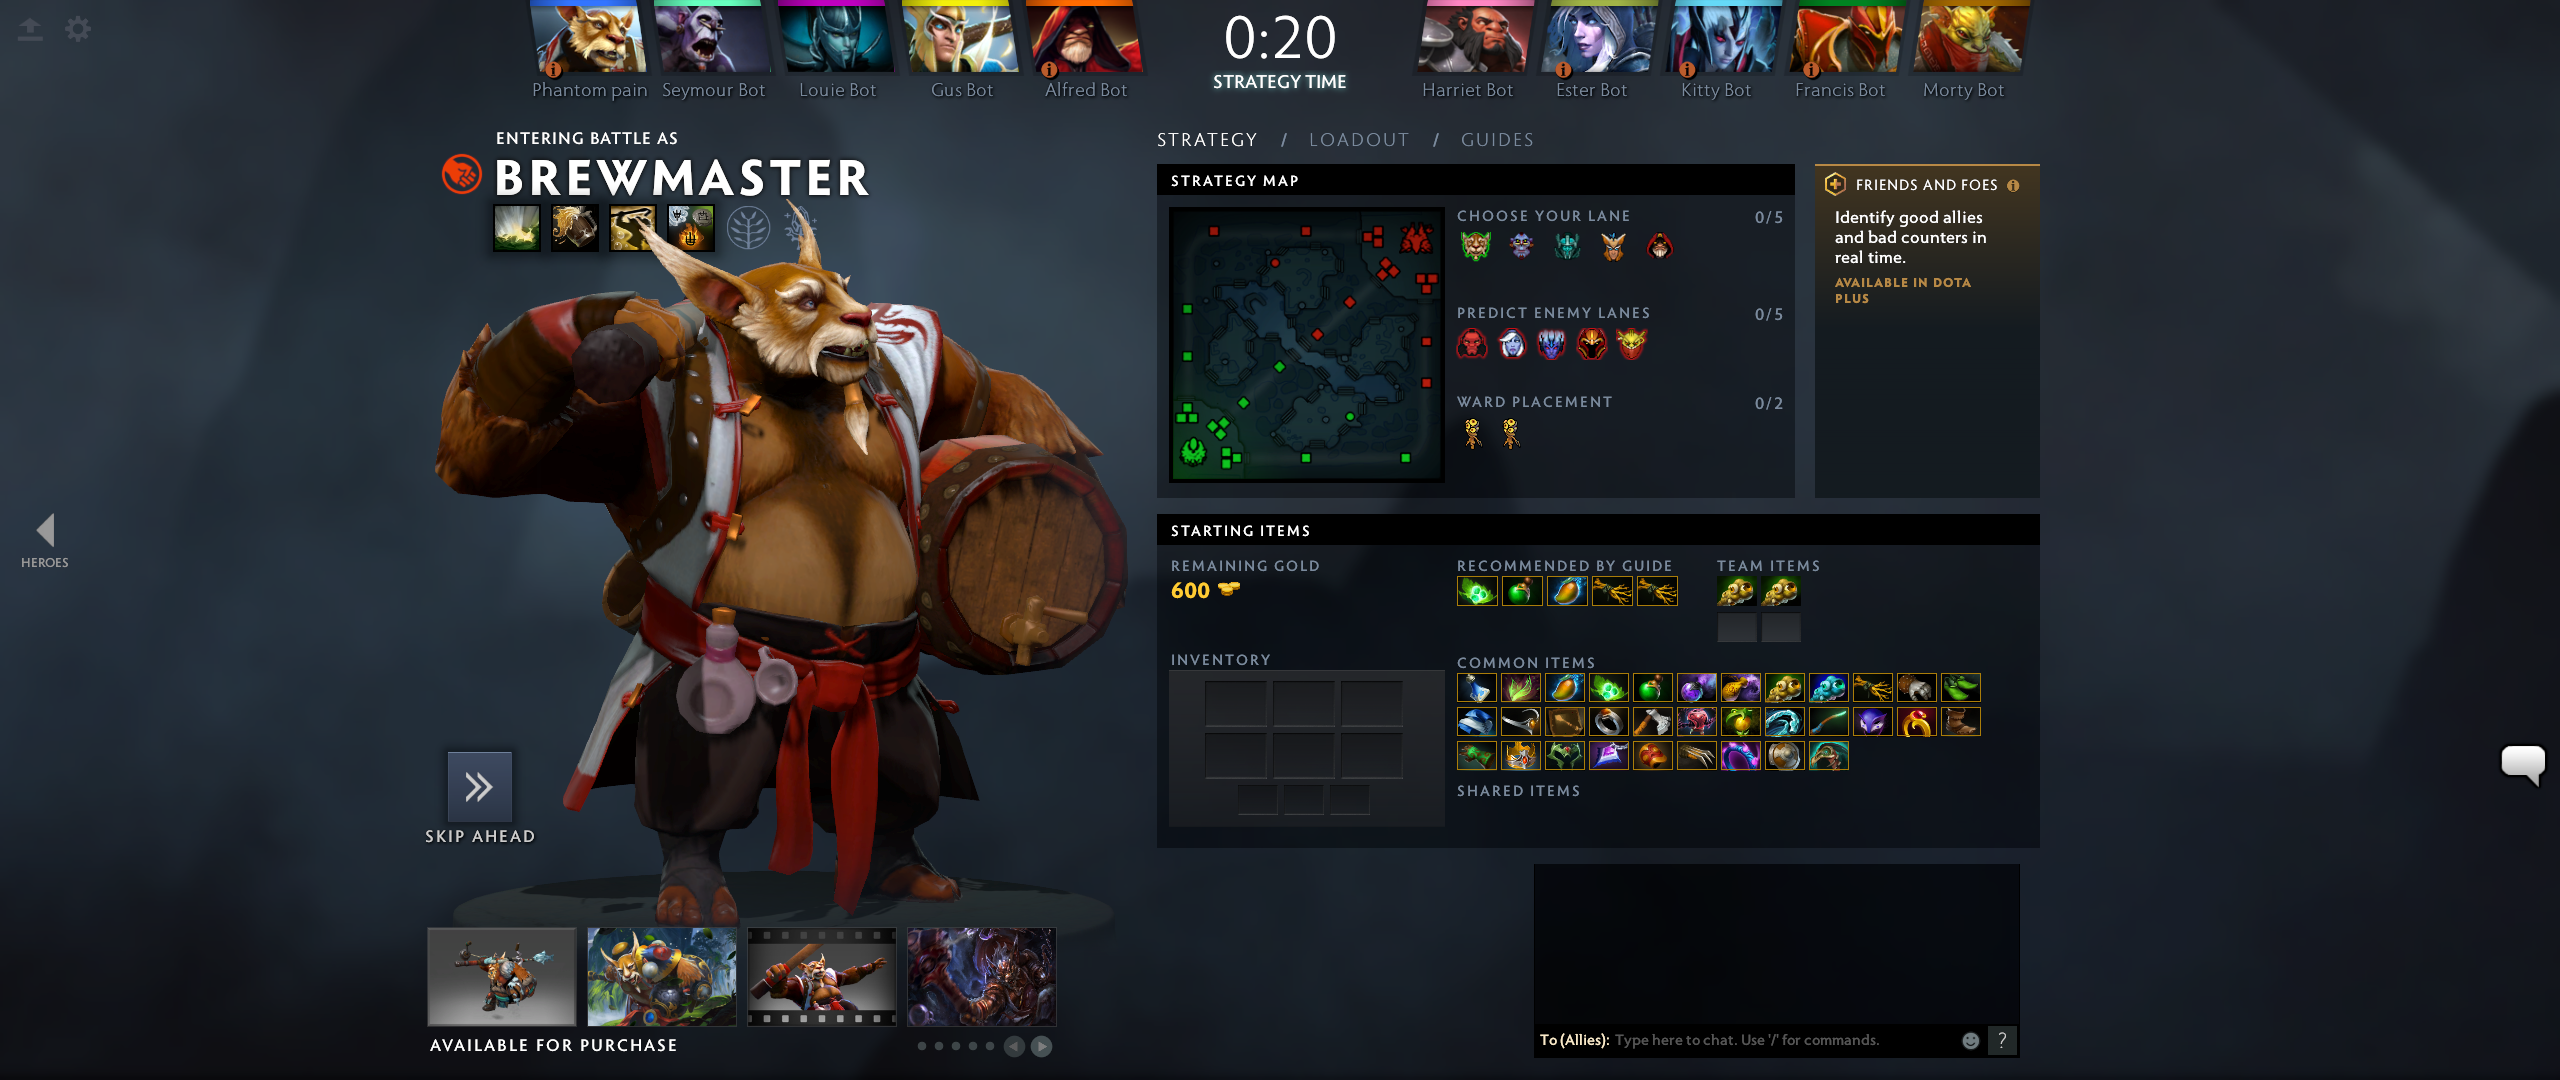 0:20
STRATEGY TIME
Phantom pain
Seymour Bot
Louie Bot
Gus Bot
Alfred Bot
Harriet Bot
Ester Bot
Kitty Bot
Francis Bot
Morty Bot
ENTERING BATTLE AS
BREWMASTER
STRATEGY / LOADOUT / GUIDES
STRATEGY MAP
CHOOSE YOUR LANE 0/5
PREDICT ENEMY LANES 0/5
WARD PLACEMENT 0/2
FRIENDS AND FOES
Identify good allies
and bad counters in
real time.
AVAILABLE IN DOTA
PLUS
HEROES
STARTING ITEMS
REMAINING GOLD
600
RECOMMENDED BY GUIDE
TEAM ITEMS
INVENTORY
COMMON ITEMS
SHARED ITEMS
SKIP AHEAD
AVAILABLE FOR PURCHASE
To (Allies): Type here to chat. Use '/' for commands.
?